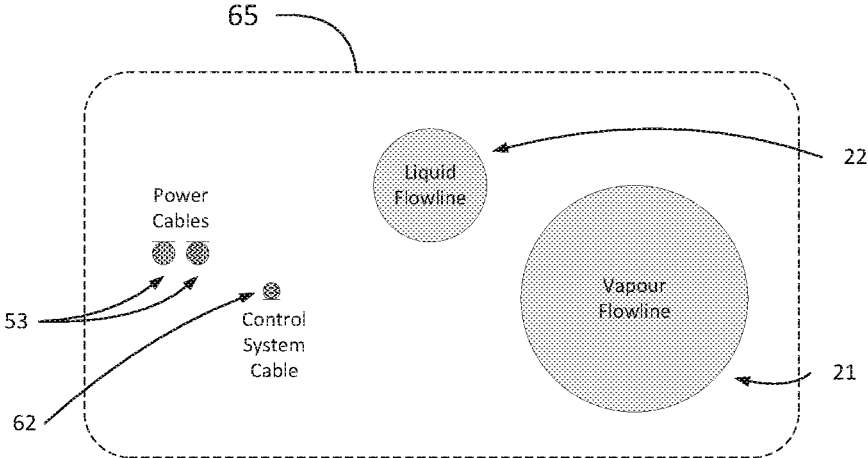 65
22
Liquid
Flowline
Power
Cables
Vapour
Flowline
53
Control
System
Cable
21
62